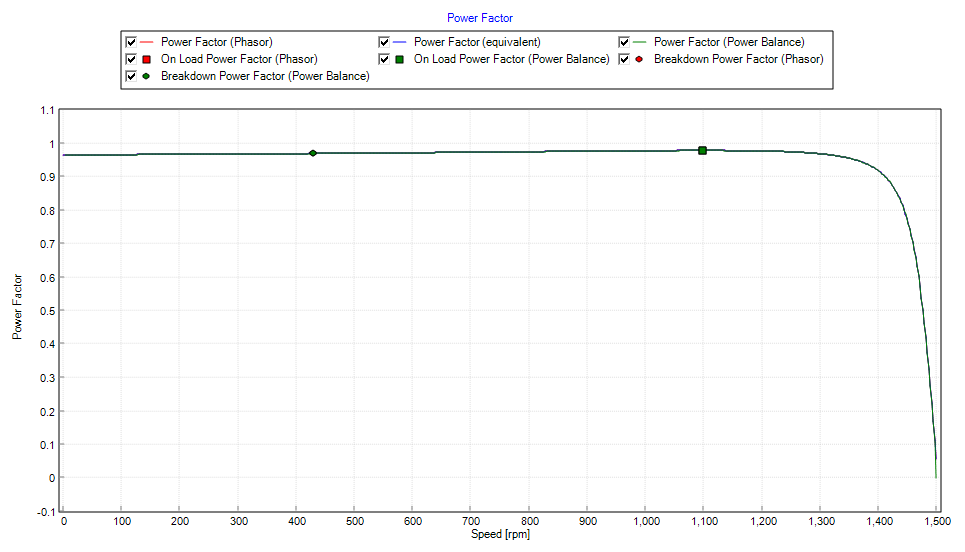 Power Factor
Power Factor (Phasor) Power Factor (equivalent) Power Factor (Power Balance)
On Load Power Factor (Phasor) On Load Power Factor (Power Balance) Breakdown Power Factor (Phasor)
Breakdown Power Factor (Power Balance)
1.1
1
0.9
0.8
0.7
0.6
0.5
0.4
0.3
0.2
0.1
0
-0.1
Power Factor
0 100 200 300 400 500 600 700 800 900 1,000 1,100 1,200 1,300 1,400 1,500
Speed [rpm]